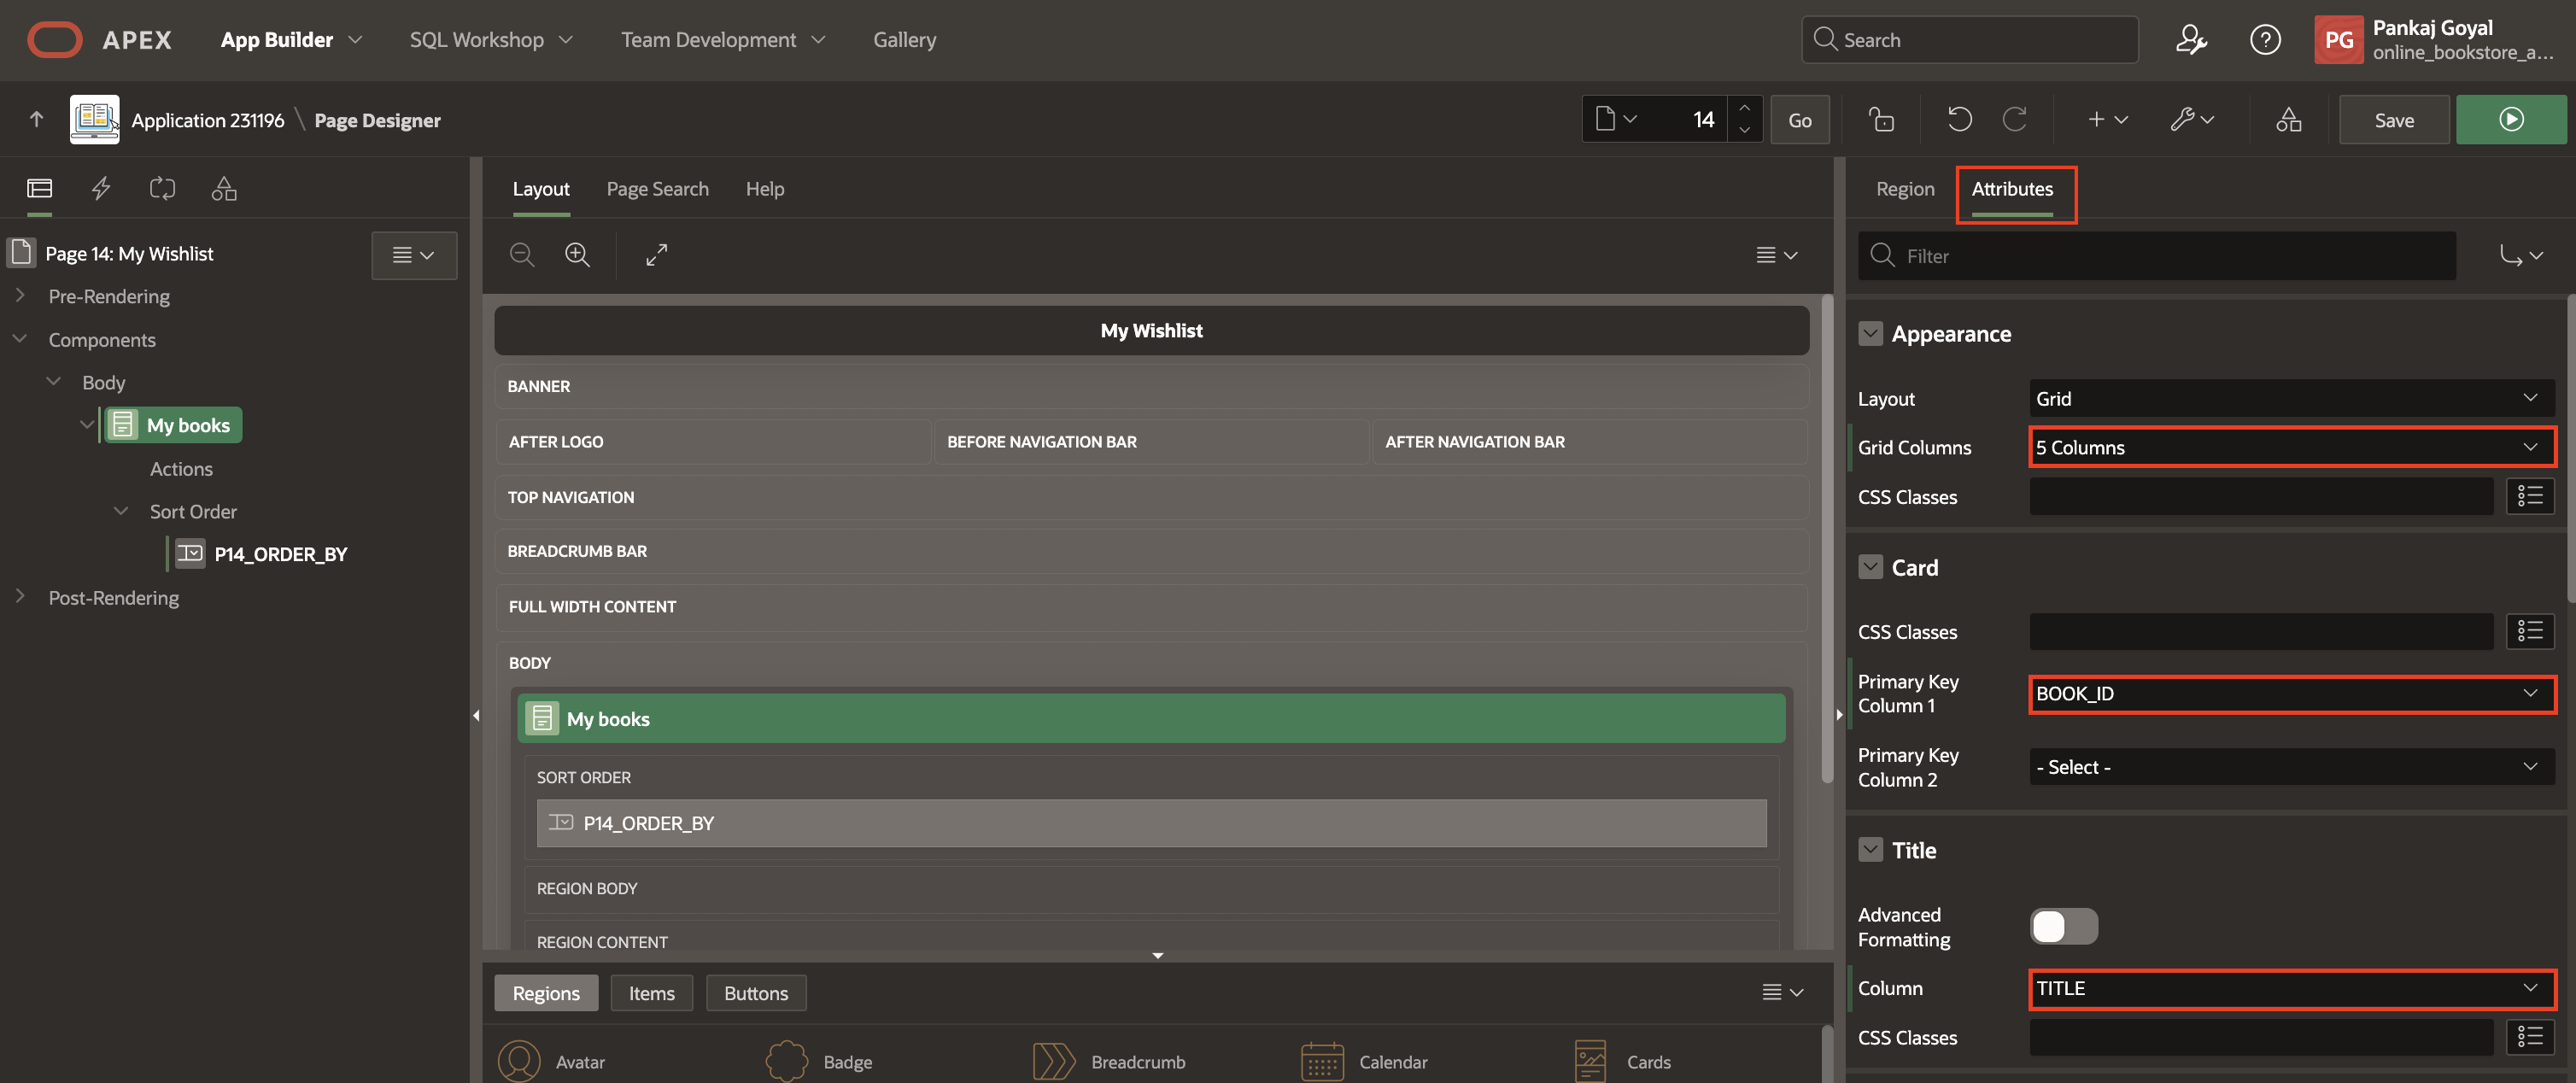 APEX App Builder SQL Workshop Team Development Gallery Search Pankaj Goyal
PG online_bookstore_a...
Application 231196 \ Page Designer 14 Go Save
Layout Page Search Help
Region Attributes
Page 14: My Wishlist
Filter
Pre-Rendering
Components
Body
My books
Actions
Sort Order
P14_ORDER_BY
Post-Rendering
My Wishlist
BANNER
AFTER LOGO BEFORE NAVIGATION BAR AFTER NAVIGATION BAR
TOP NAVIGATION
BREADCRUMB BAR
FULL WIDTH CONTENT
BODY
My books
SORT ORDER
P14_ORDER_BY
REGION BODY
REGION CONTENT
Regions Items Buttons
Avatar Badge Breadcrumb Calendar Cards
Appearance
Layout Grid
Grid Columns 5 Columns
CSS Classes
Card
CSS Classes
Primary Key
Column 1 BOOK_ID
Primary Key
Column 2 - Select -
Title
Advanced
Formatting
Column TITLE
CSS Classes